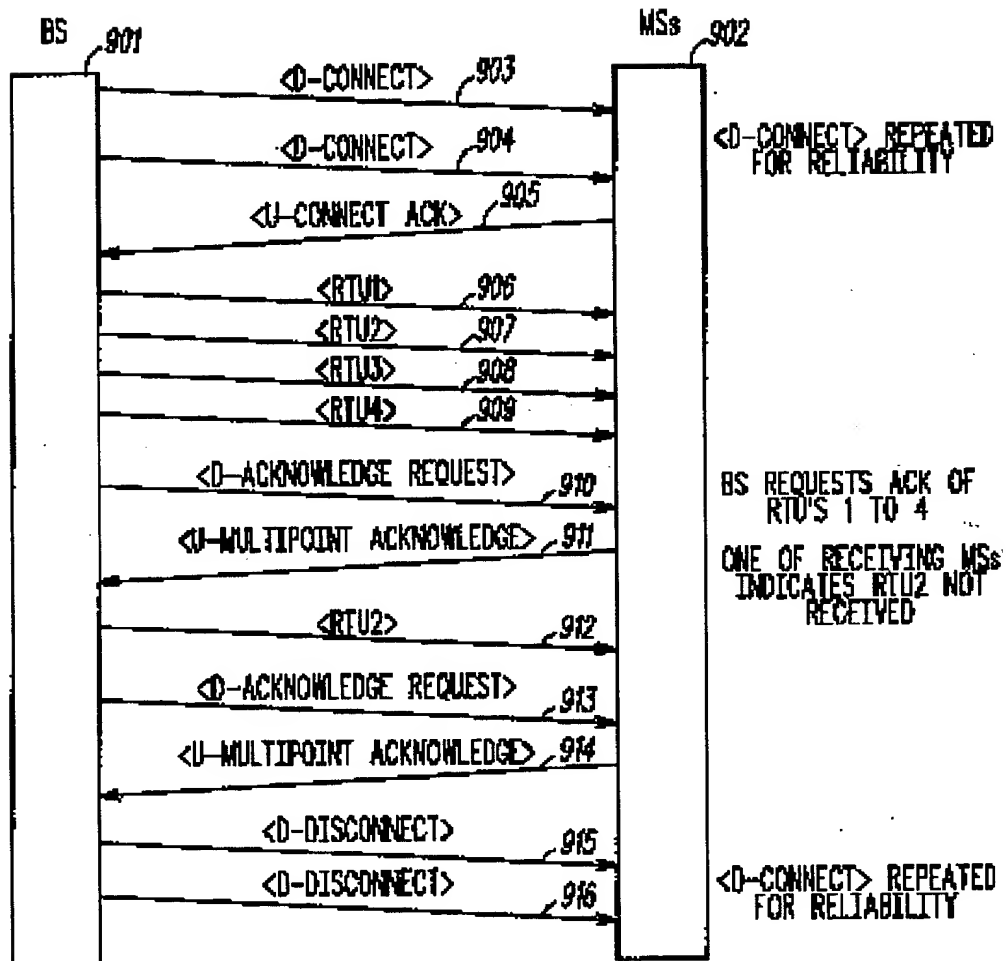 BS
901
MSs
902
<D-CONNECT>
903
<D-CONNECT>
904
<D-CONNECT> REPEATED
FOR RELIABILITY
<U-CONNECT ACK>
905
<RTU1>
906
<RTU2>
907
<RTU3>
908
<RTU4>
909
<D-ACKNOWLEDGE REQUEST>
910
BS REQUESTS ACK OF
RTU'S 1 TO 4
<U-MULTIPOINT ACKNOWLEDGE>
911
ONE OF RECEIVING MSs
INDICATES RTU2 NOT
RECEIVED
<RTU2>
912
<D-ACKNOWLEDGE REQUEST>
913
<U-MULTIPOINT ACKNOWLEDGE>
914
<D-DISCONNECT>
915
<D-DISCONNECT>
916
<D-CONNECT> REPEATED
FOR RELIABILITY